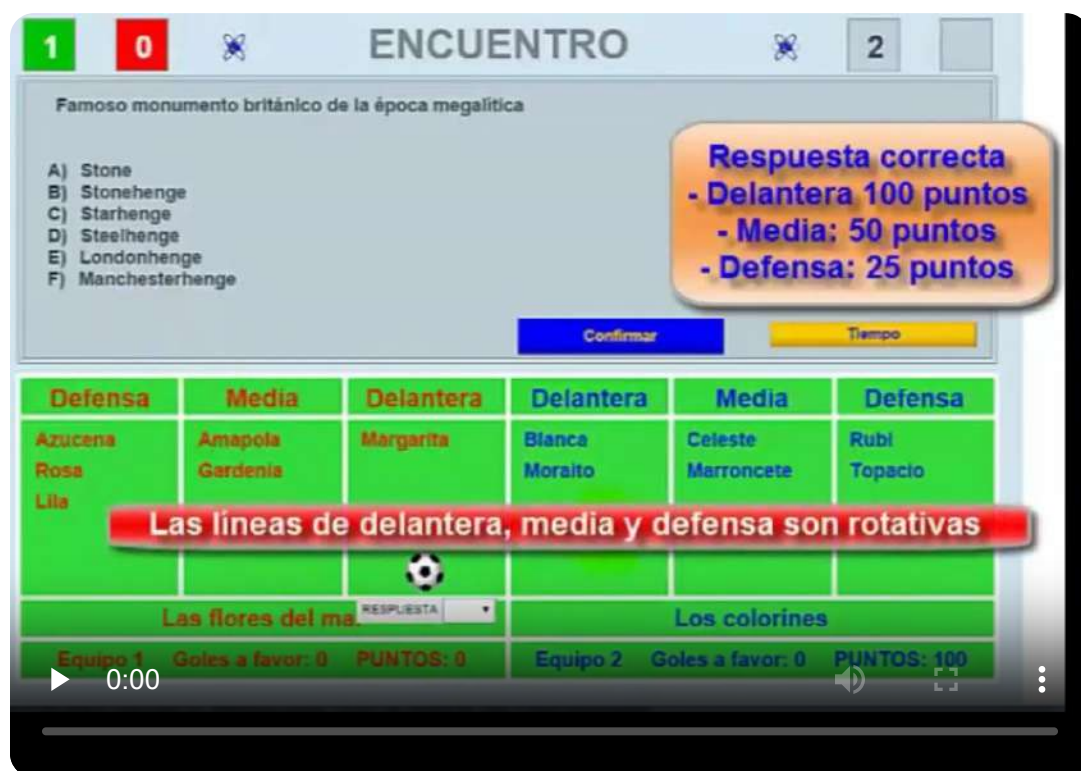 1 0 ENCUENTRO 2
Famoso monumento británico de la época megalítica
A) Stone
B) Stonehenge
C) Starhenge
D) Steelhenge
E) Londonhenge
F) Manchesterhenge
Respuesta correcta
- Delantera 100 puntos
- Media: 50 puntos
- Defensa: 25 puntos
Confirmar Tiempo
Defensa Media Delantera Delantera Media Defensa
Azucena Amapola Margarita Blanca Celeste Rubí
Rosa Gardenia Moraito Marroncete Topacio
Lila
Las líneas de delantera, media y defensa son rotativas
RESPUESTA
Las flores del Los colorines
Equipo 1 Goles a favor: 0 PUNTOS: 0 Equipo 2 Goles a favor: 0 PUNTOS: 100
0:00